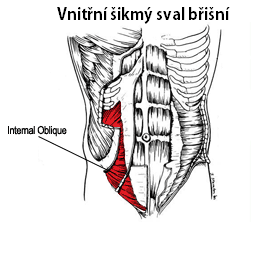 Vnitřní šikmý sval břišní
Internal Oblique